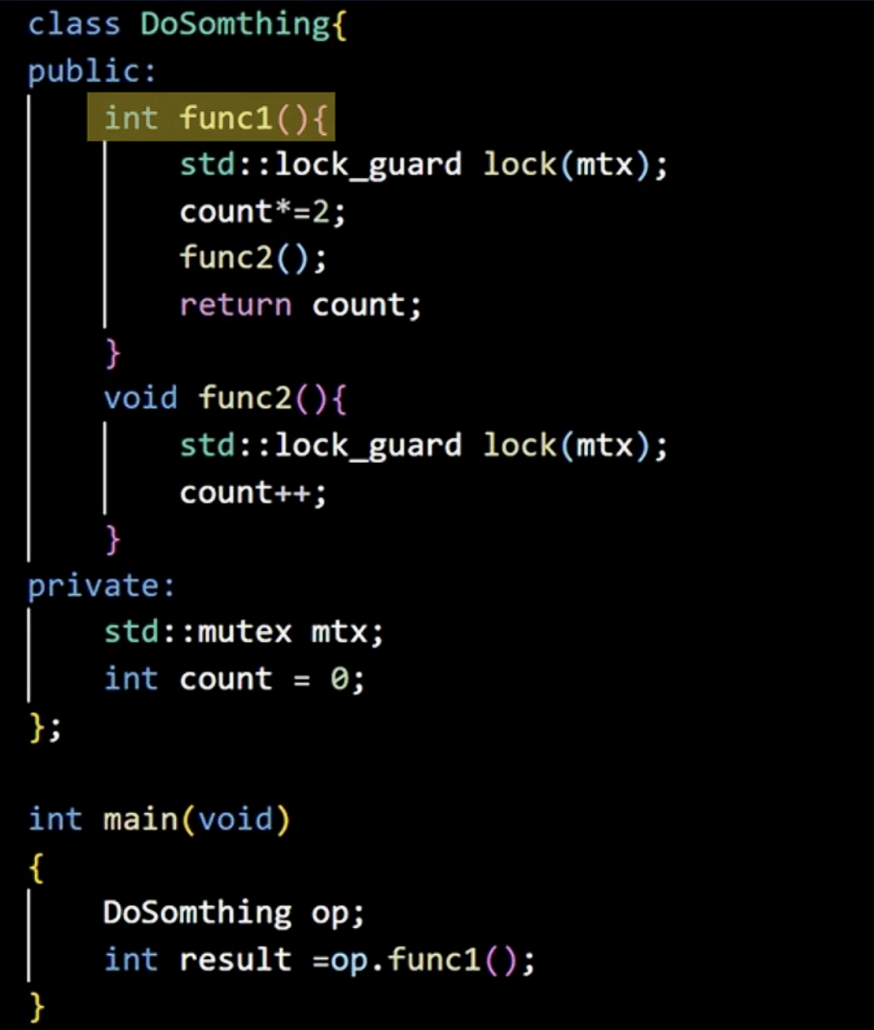 class DoSomthing{
public:
    int func1(){
        std::lock_guard lock(mtx);
        count*=2;
        func2();
        return count;
    }
    void func2(){
        std::lock_guard lock(mtx);
        count++;
    }
private:
    std::mutex mtx;
    int count = 0;
};

int main(void)
{
    DoSomthing op;
    int result =op.func1();
}